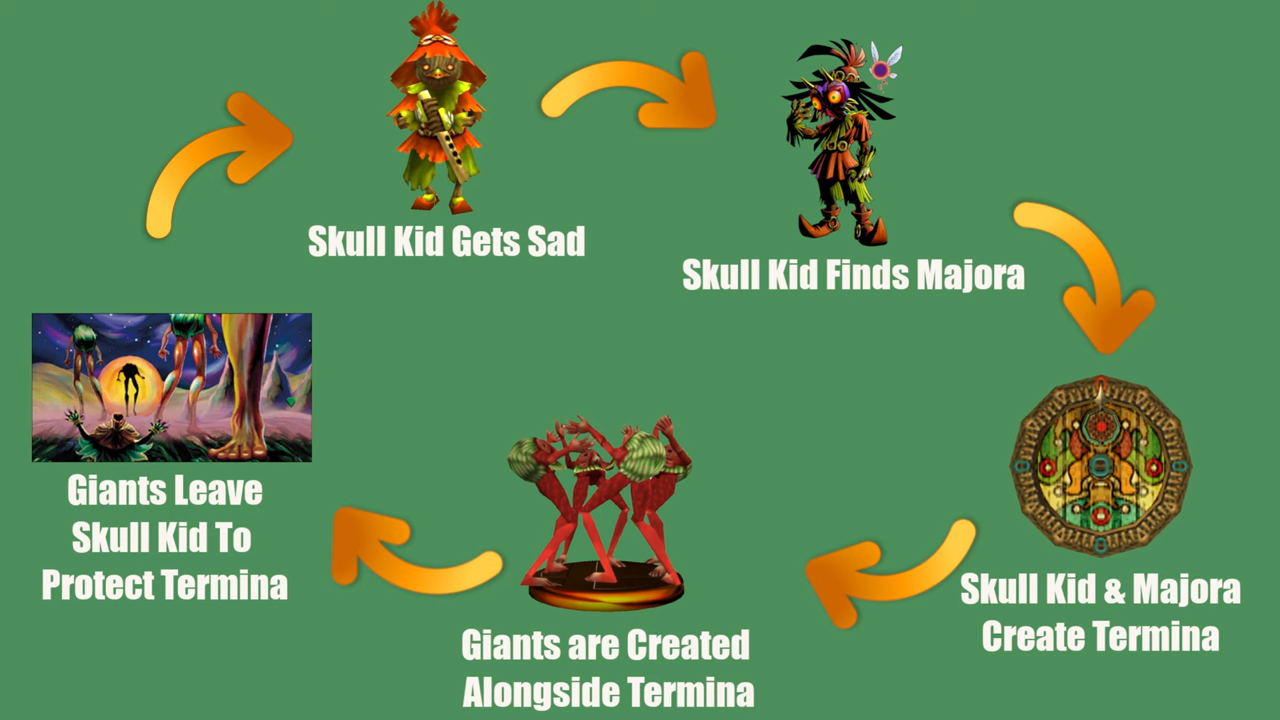 Skull Kid Gets Sad
Skull Kid Finds Majora
Skull Kid & Majora
Create Termina
Giants are Created
Alongside Termina
Giants Leave
Skull Kid To
Protect Termina